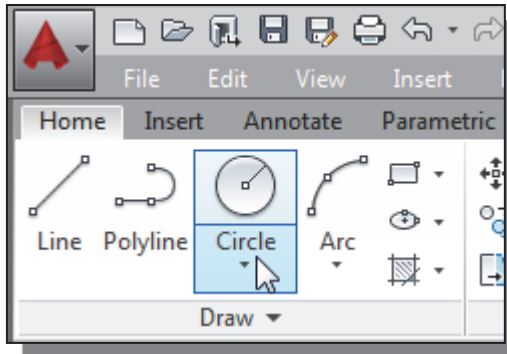 File Edit View Insert
Home Insert Annotate Parametric
Line Polyline Circle Arc
Draw